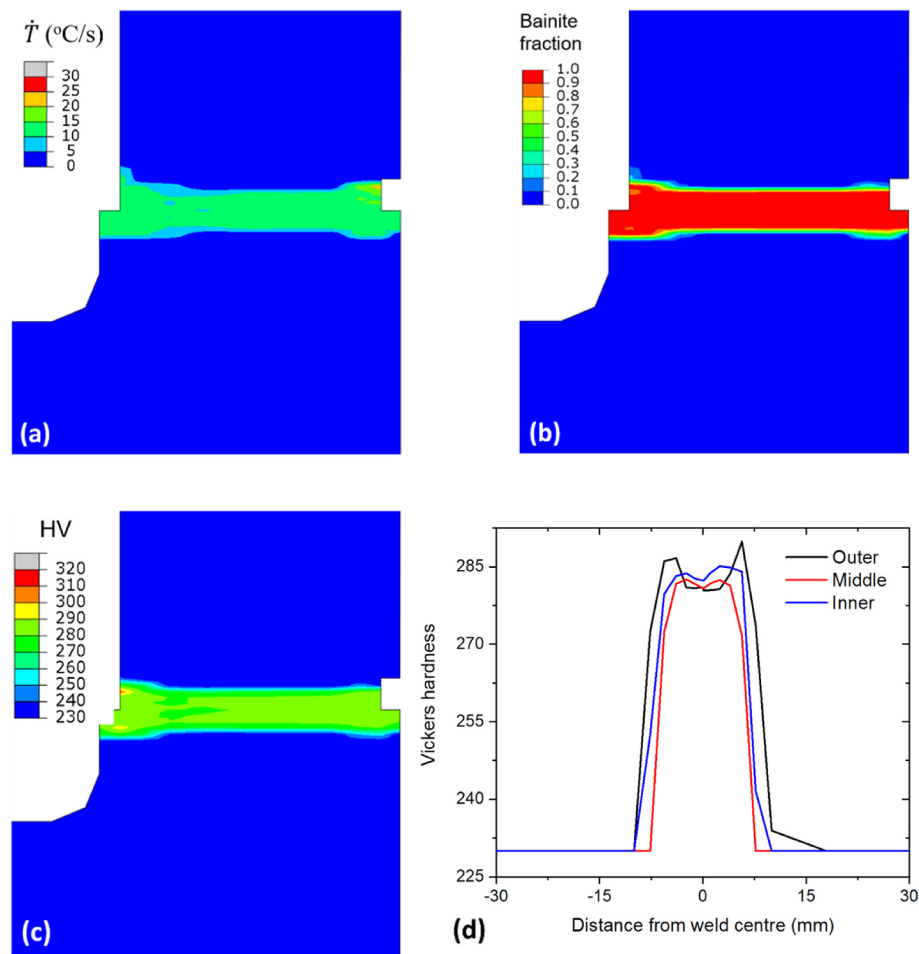 Ṫ (°C/s)
30
25
20
15
10
5
0
(a)
Bainite
fraction
1.0
0.9
0.8
0.7
0.6
0.5
0.4
0.3
0.2
0.1
0.0
(b)
HV
320
310
300
290
280
270
260
250
240
230
(c)
Vickers hardness
285
270
255
240
225
Outer
Middle
Inner
-30
-15
0
15
30
Distance from weld centre (mm)
(d)